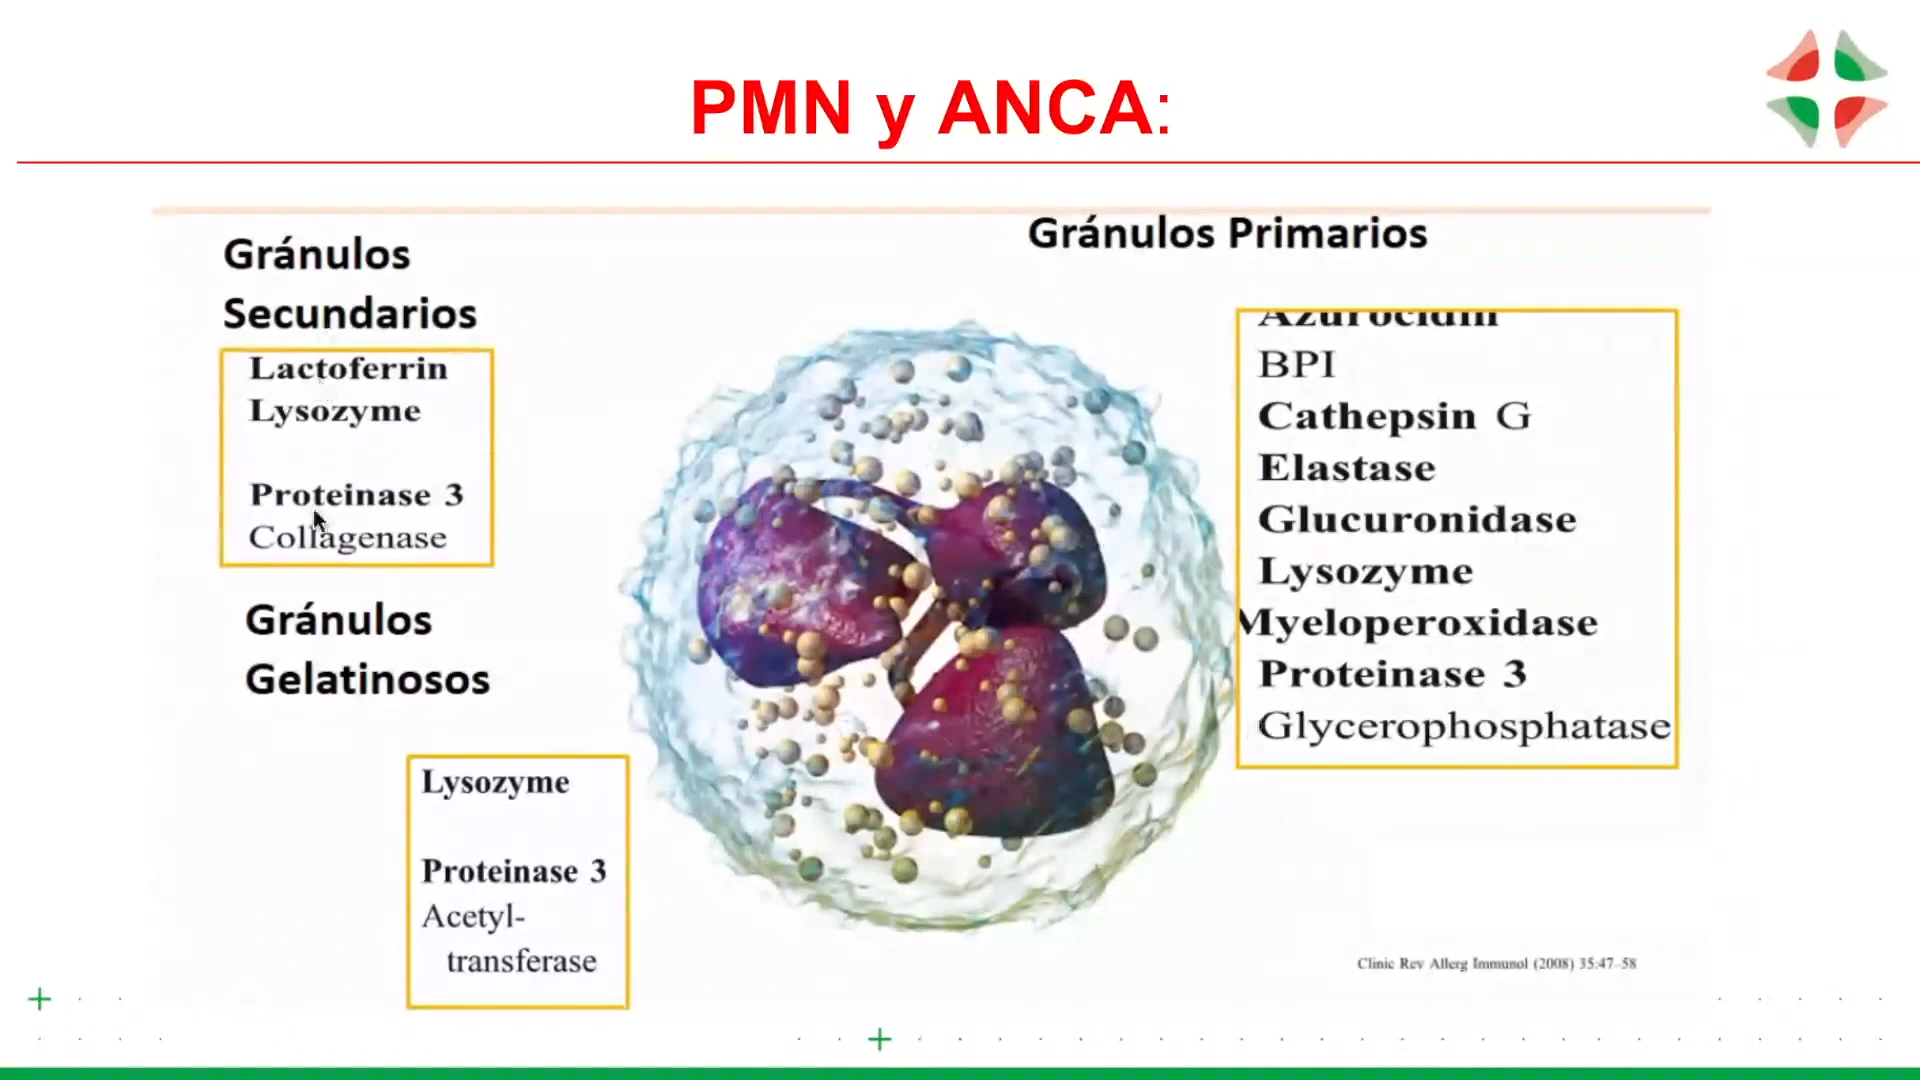 PMN y ANCA:
Gránulos
Secundarios
Lactoferrin
Lysozyme
Proteinase 3
Collagenase
Gránulos
Gelatinosos
Lysozyme
Proteinase 3
Acetyl-
transferase
Gránulos Primarios
Azurocidin
BPI
Cathepsin G
Elastase
Glucuronidase
Lysozyme
Myeloperoxidase
Proteinase 3
Glycerophosphatase
Clinic Rev Allerg Immunol (2008) 35:47–58